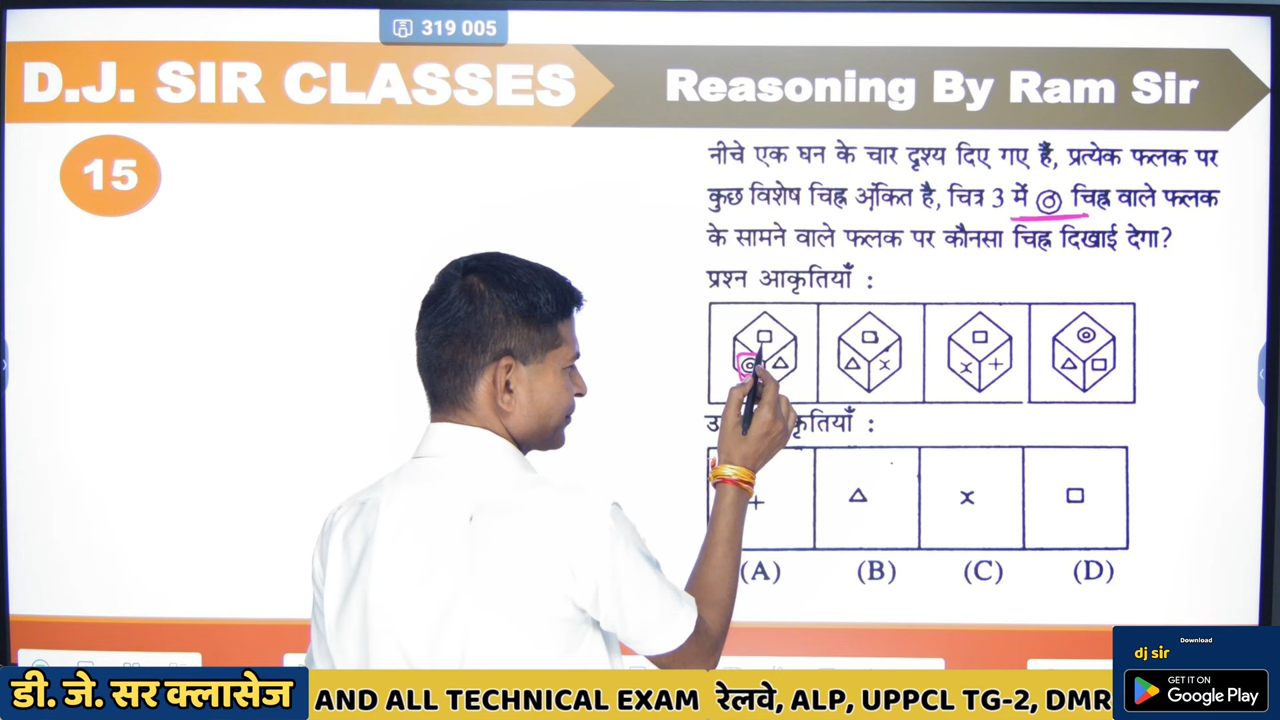 319 005
D.J. SIR CLASSES
Reasoning By Ram Sir
15
नीचे एक घन के चार दृश्य दिए गए हैं, प्रत्येक फलक पर
कुछ विशेष चिह्न अंकित है, चित्र 3 में ◎ चिह्न वाले फलक
के सामने वाले फलक पर कौनसा चिह्न दिखाई देगा?
प्रश्न आकृतियाँ :
(A) (B) (C) (D)
डी. जे. सर क्लासेज
AND ALL TECHNICAL EXAM रेलवे, ALP, UPPCL TG-2, DMR
Download
dj sir
GET IT ON
Google Play